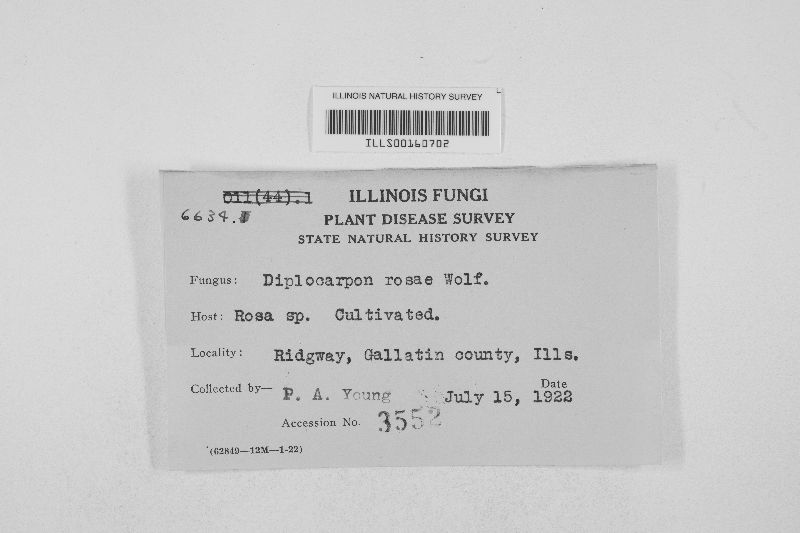 ILLINOIS NATURAL HISTORY SURVEY
ILLS00160702
011(44).1 ILLINOIS FUNGI
6634. PLANT DISEASE SURVEY
STATE NATURAL HISTORY SURVEY
Fungus: Diplocarpon rosae Wolf.
Host: Rosa sp. Cultivated.
Locality: Ridgway, Gallatin county, Ills.
Date
Collected by— P. A. Young July 15, 1922
Accession No. 3552
(62849—12M—1-22)